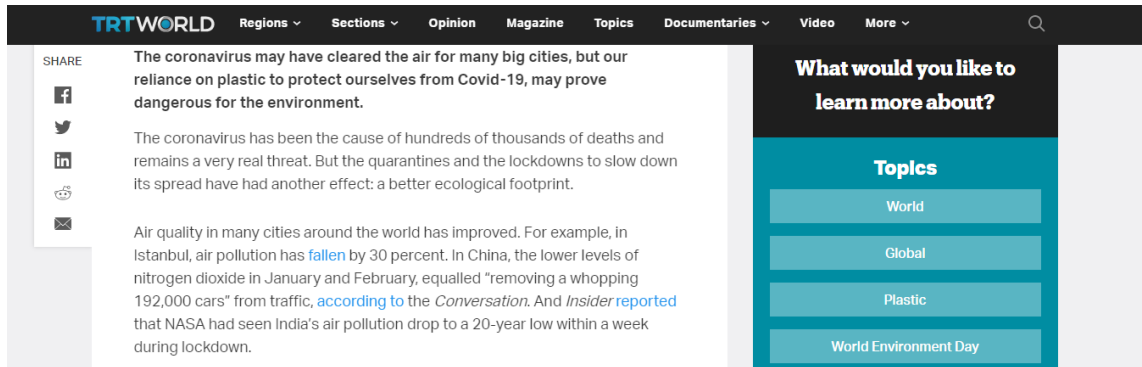 TRTWORLD Regions Sections Opinion Magazine Topics Documentaries Video More
SHARE
The coronavirus may have cleared the air for many big cities, but our
reliance on plastic to protect ourselves from Covid-19, may prove
dangerous for the environment.
The coronavirus has been the cause of hundreds of thousands of deaths and
remains a very real threat. But the quarantines and the lockdowns to slow down
its spread have had another effect: a better ecological footprint.
Air quality in many cities around the world has improved. For example, in
Istanbul, air pollution has fallen by 30 percent. In China, the lower levels of
nitrogen dioxide in January and February, equalled “removing a whopping
192,000 cars” from traffic, according to the Conversation. And Insider reported
that NASA had seen India’s air pollution drop to a 20-year low within a week
during lockdown.
What would you like to
learn more about?
Topics
World
Global
Plastic
World Environment Day